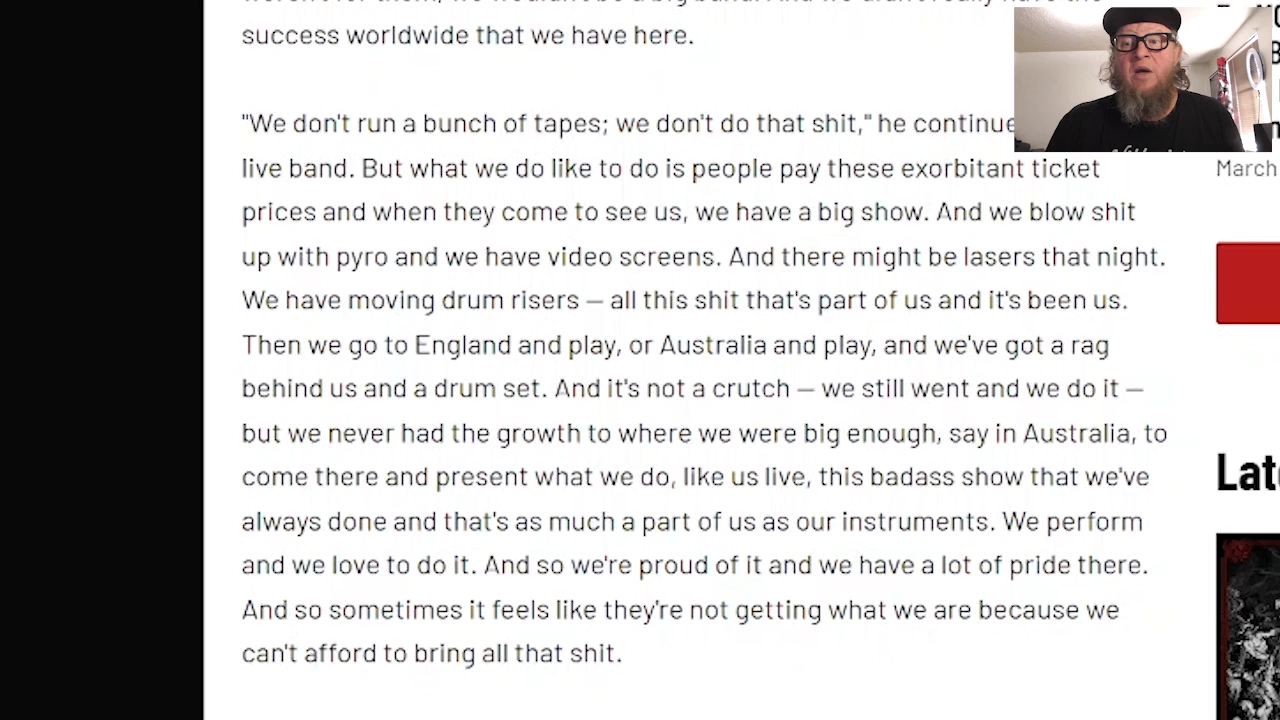 success worldwide that we have here.
"We don't run a bunch of tapes; we don't do that shit," he continue
live band. But what we do like to do is people pay these exorbitant ticket
prices and when they come to see us, we have a big show. And we blow shit
up with pyro and we have video screens. And there might be lasers that night.
We have moving drum risers — all this shit that's part of us and it's been us.
Then we go to England and play, or Australia and play, and we've got a rag
behind us and a drum set. And it's not a crutch — we still went and we do it —
but we never had the growth to where we were big enough, say in Australia, to
come there and present what we do, like us live, this badass show that we've
always done and that's as much a part of us as our instruments. We perform
and we love to do it. And so we're proud of it and we have a lot of pride there.
And so sometimes it feels like they're not getting what we are because we
can't afford to bring all that shit.
March
Lat